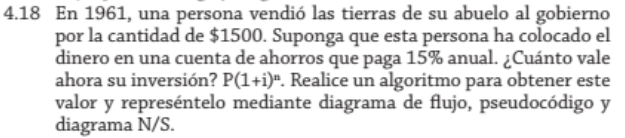 4.18 En 1961, una persona vendió las tierras de su abuelo al gobierno
por la cantidad de $1500. Suponga que esta persona ha colocado el
dinero en una cuenta de ahorros que paga 15% anual. ¿Cuánto vale
ahora su inversión? P(1+i)ⁿ. Realice un algoritmo para obtener este
valor y represéntelo mediante diagrama de flujo, pseudocódigo y
diagrama N/S.